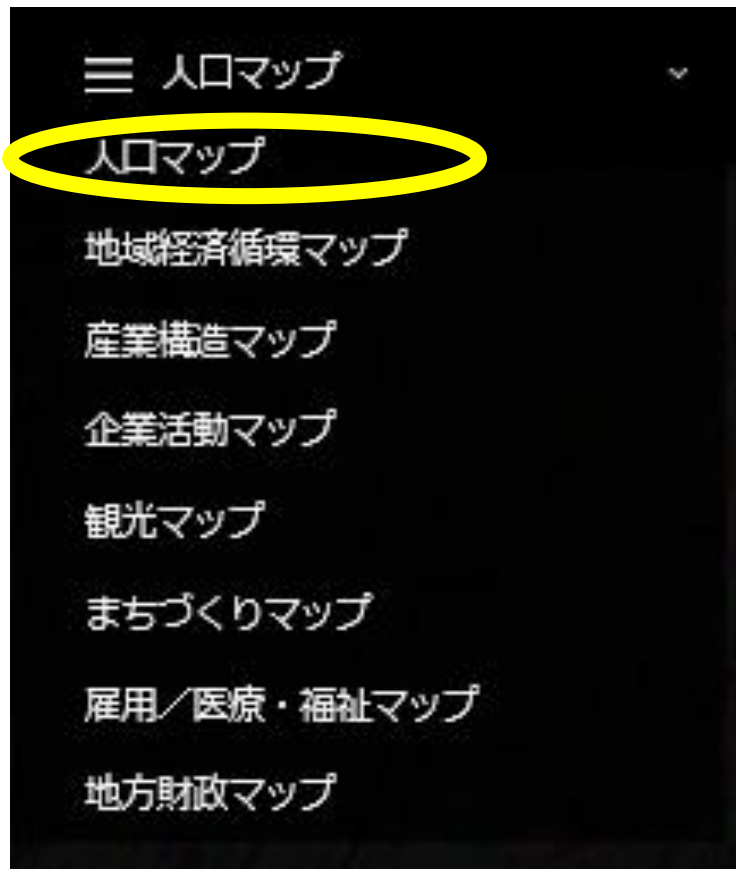 人口マップ
人口マップ
地域経済循環マップ
産業構造マップ
企業活動マップ
観光マップ
まちづくりマップ
雇用／医療・福祉マップ
地方財政マップ